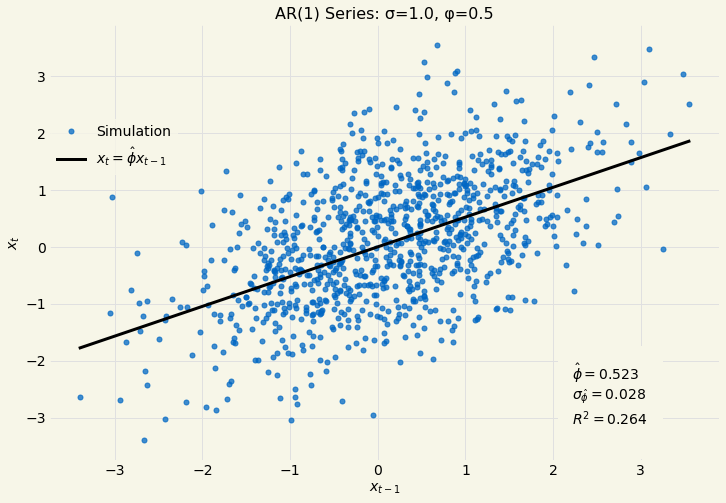 AR(1) Series: σ=1.0, φ=0.5
3
2
1
0
−1
−2
−3
x_t
Simulation
x_t = ϕ̂x_{t−1}
ϕ̂ = 0.523
σ_ϕ̂ = 0.028
R² = 0.264
−3 −2 −1 0 1 2 3
x_{t−1}